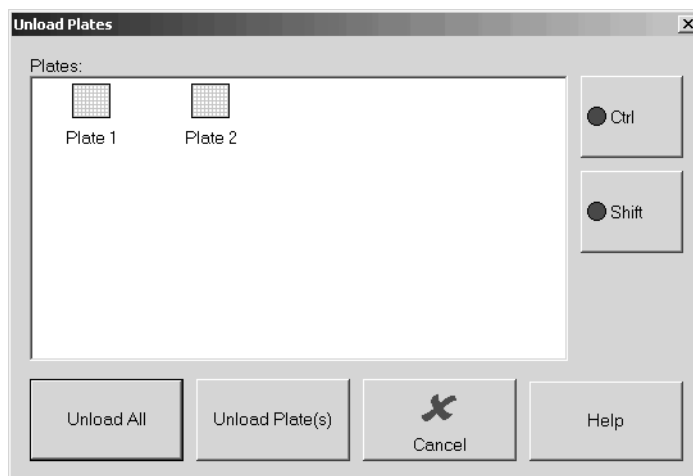 Unload Plates
Plates:
Plate 1
Plate 2
Ctrl
Shift
Unload All
Unload Plate(s)
Cancel
Help